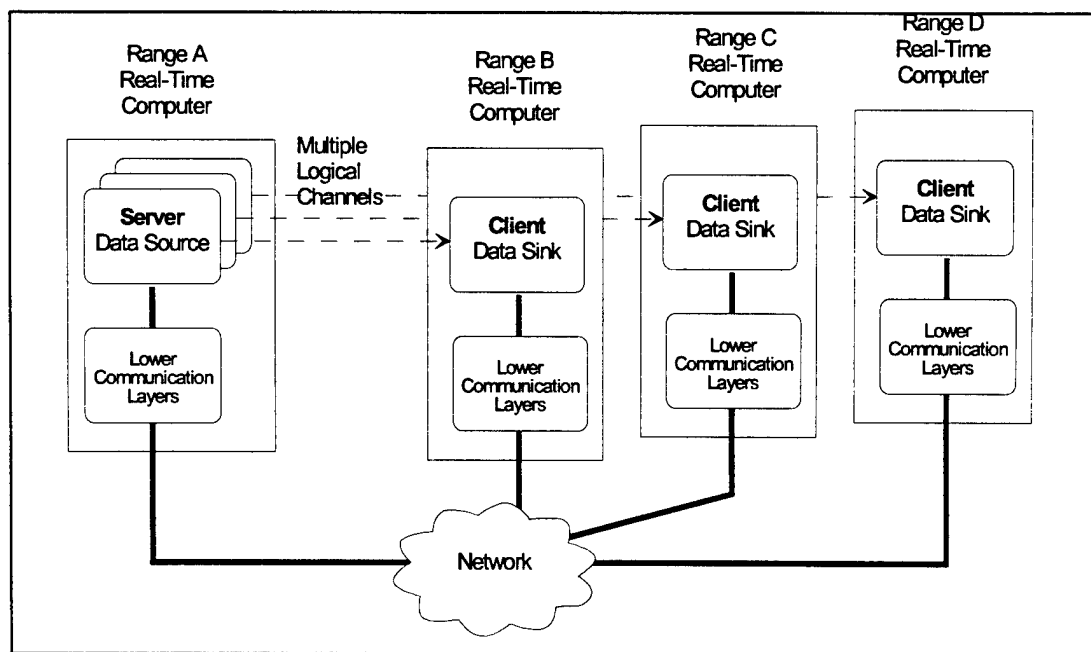 Range A
Real-Time
Computer
Range B
Real-Time
Computer
Range C
Real-Time
Computer
Range D
Real-Time
Computer
Multiple
Logical
Channels
Server
Data Source
Client
Data Sink
Client
Data Sink
Client
Data Sink
Lower
Communication
Layers
Lower
Communication
Layers
Lower
Communication
Layers
Lower
Communication
Layers
Network